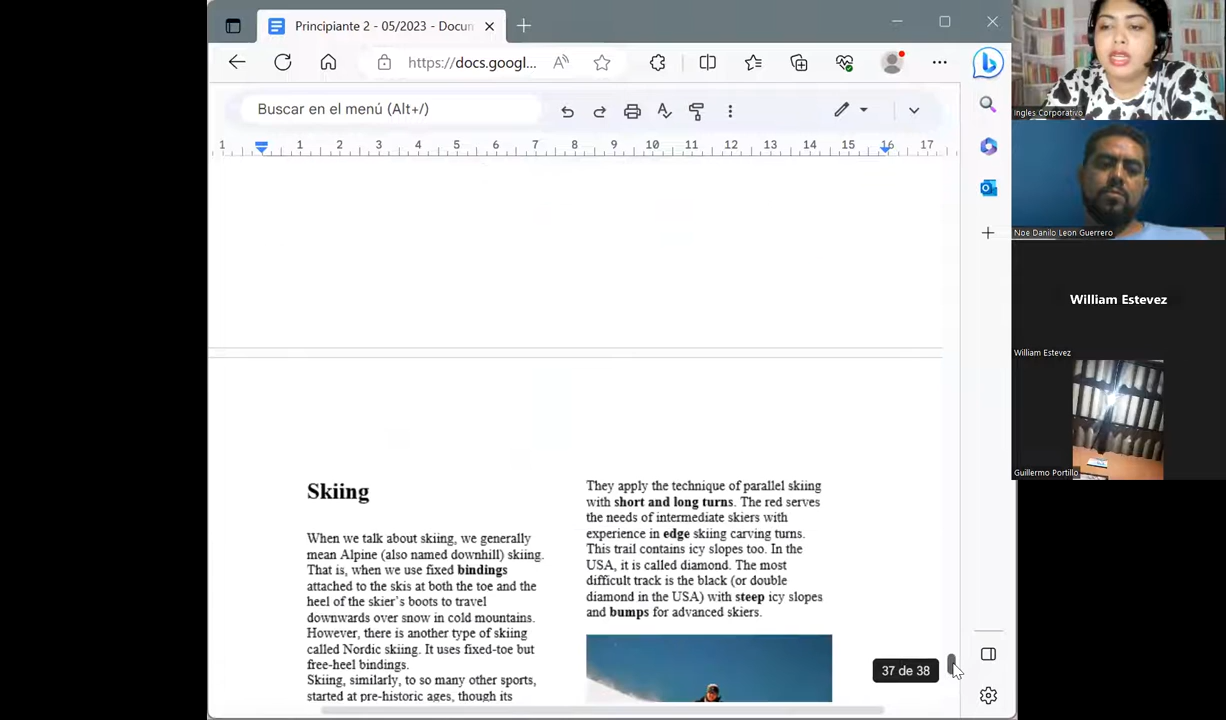 Principiante 2 - 05/2023 - Docum
https://docs.googl...
Buscar en el menú (Alt+/)
1 1 2 3 4 5 6 7 8 9 10 11 12 13 14 15 16 17
Skiing
When we talk about skiing, we generally
mean Alpine (also named downhill) skiing.
That is, when we use fixed bindings
attached to the skis at both the toe and the
heel of the skier's boots to travel
downwards over snow in cold mountains.
However, there is another type of skiing
called Nordic skiing. It uses fixed-toe but
free-heel bindings.
Skiing, similarly, to so many other sports,
started at pre-historic ages, though its
They apply the technique of parallel skiing
with short and long turns. The red serves
the needs of intermediate skiers with
experience in edge skiing carving turns.
This trail contains icy slopes too. In the
USA, it is called diamond. The most
difficult track is the black (or double
diamond in the USA) with steep icy slopes
and bumps for advanced skiers.
37 de 38
Ingles Corporativo
Noe Danilo Leon Guerrero
William Estevez
William Estevez
Guillermo Portillo